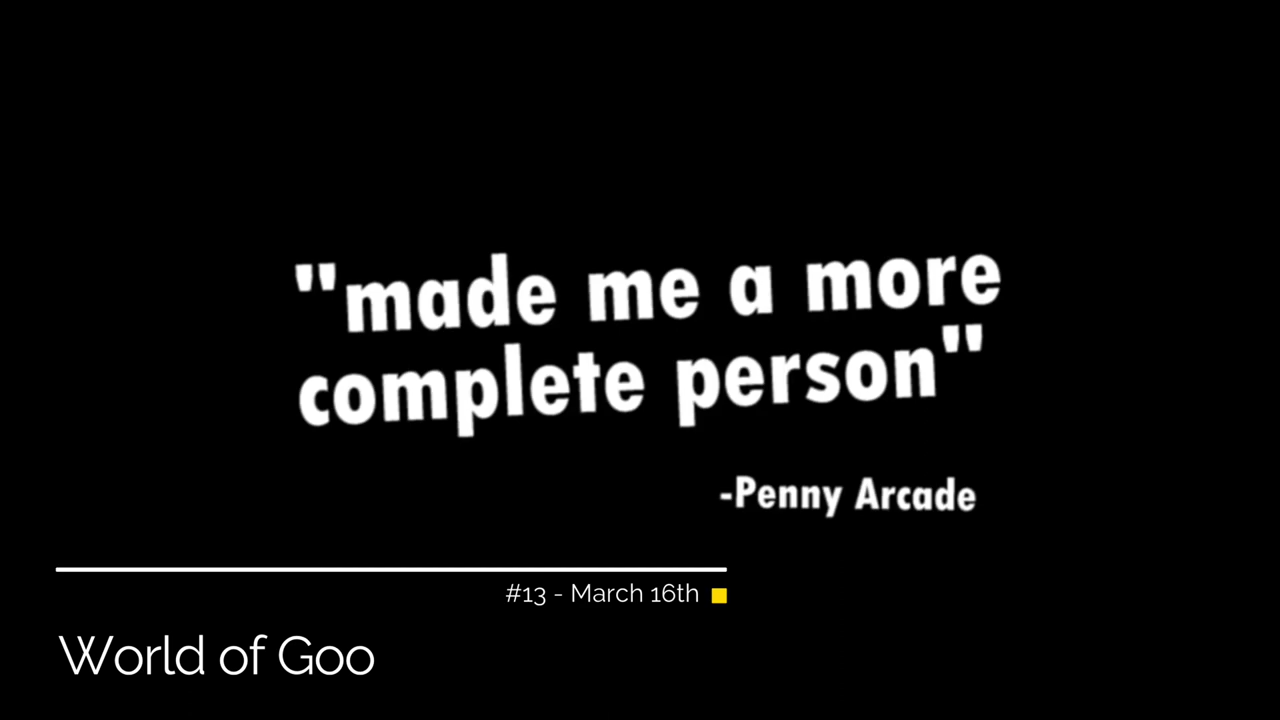 "made me a more
complete person"
-Penny Arcade
#13 - March 16th
World of Goo